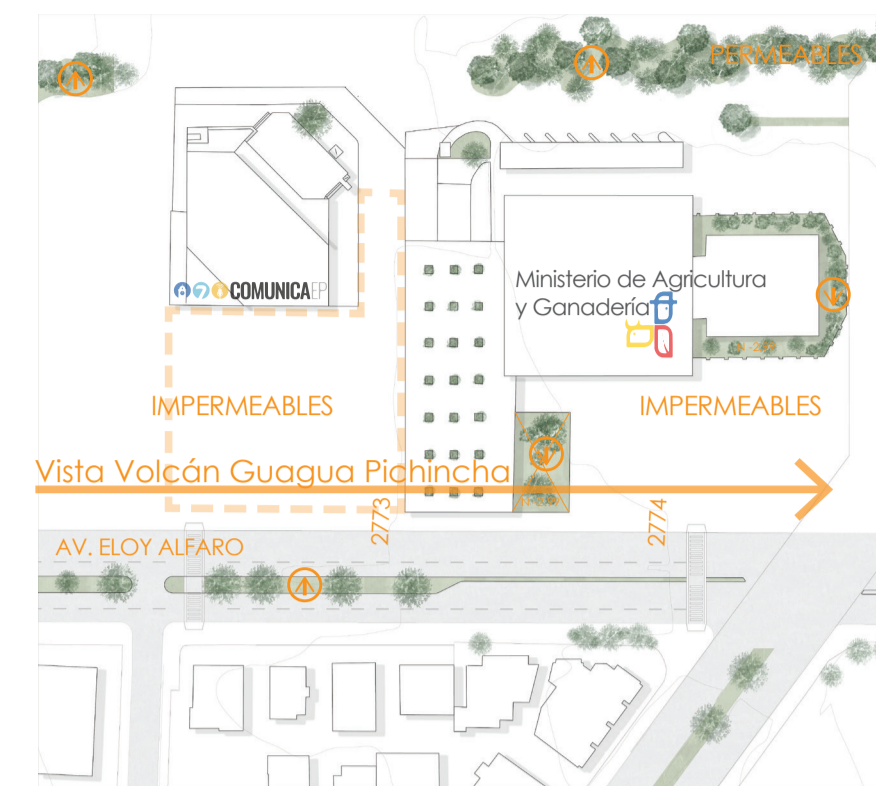 PERMEABLES
COMUNICA EP
Ministerio de Agricultura
y Ganadería
IMPERMEABLES
IMPERMEABLES
Vista Volcán Guagua Pichincha
2773
2774
AV. ELOY ALFARO